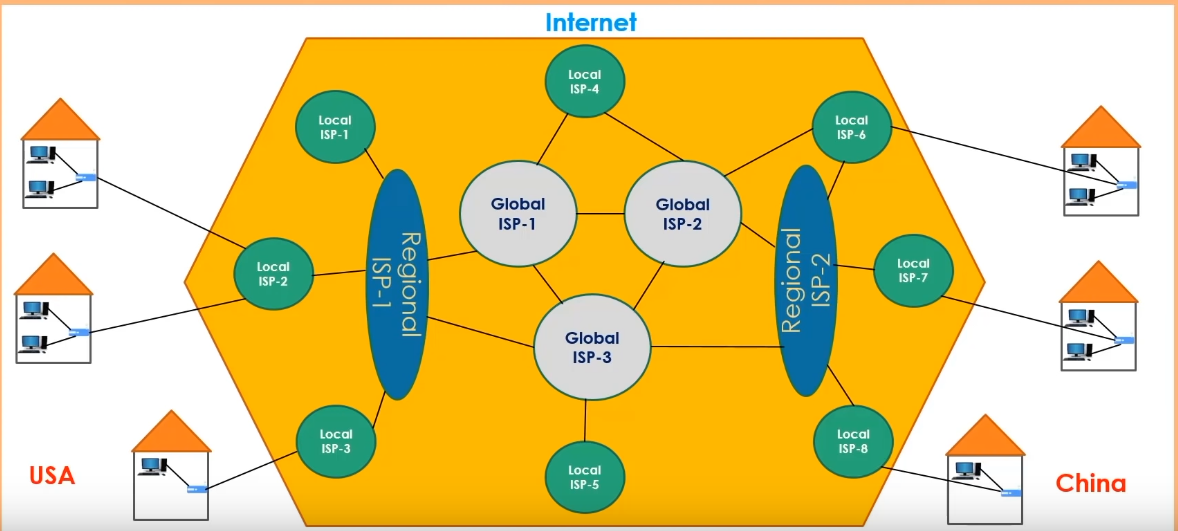 Internet
Local
ISP-4
Local
ISP-1
Local
ISP-6
Global
ISP-1
Global
ISP-2
Local
ISP-2
Regional
ISP-1
Regional
ISP-2
Local
ISP-7
Global
ISP-3
Local
ISP-3
Local
ISP-8
Local
ISP-5
USA
China